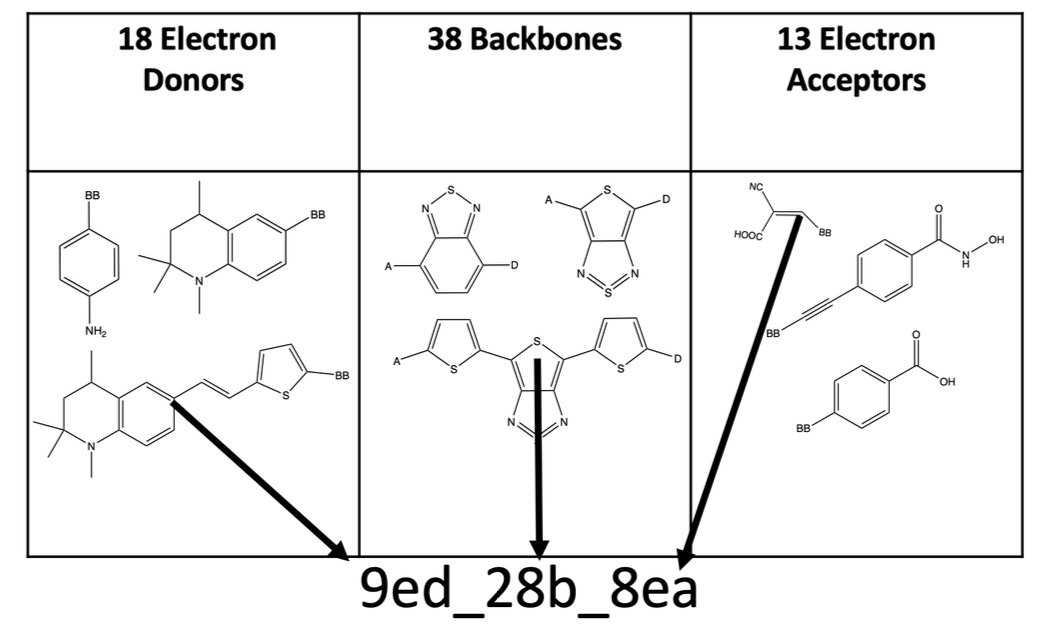 18 Electron
Donors
38 Backbones
13 Electron
Acceptors
BB
NH2
BB
N
BB
S
N
S
N
N
A
D
S
A
D
N
N
S
A
S
S
S
D
N
N
NC
HOOC
BB
O
N
H
OH
BB
O
OH
BB
9ed_28b_8ea